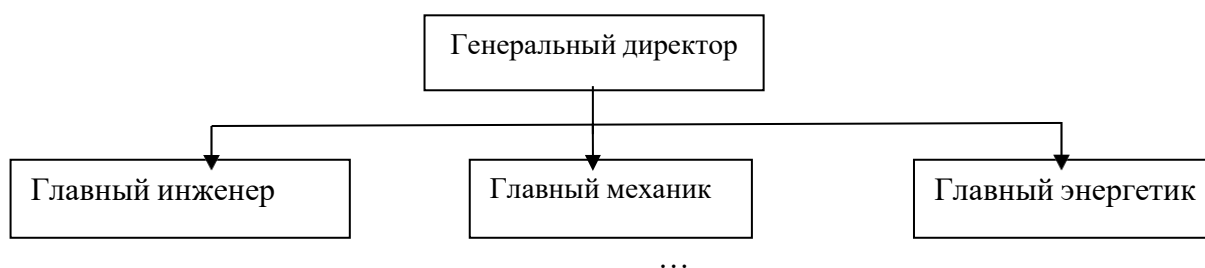 Генеральный директор
Главный инженер
Главный механик
Главный энергетик
…